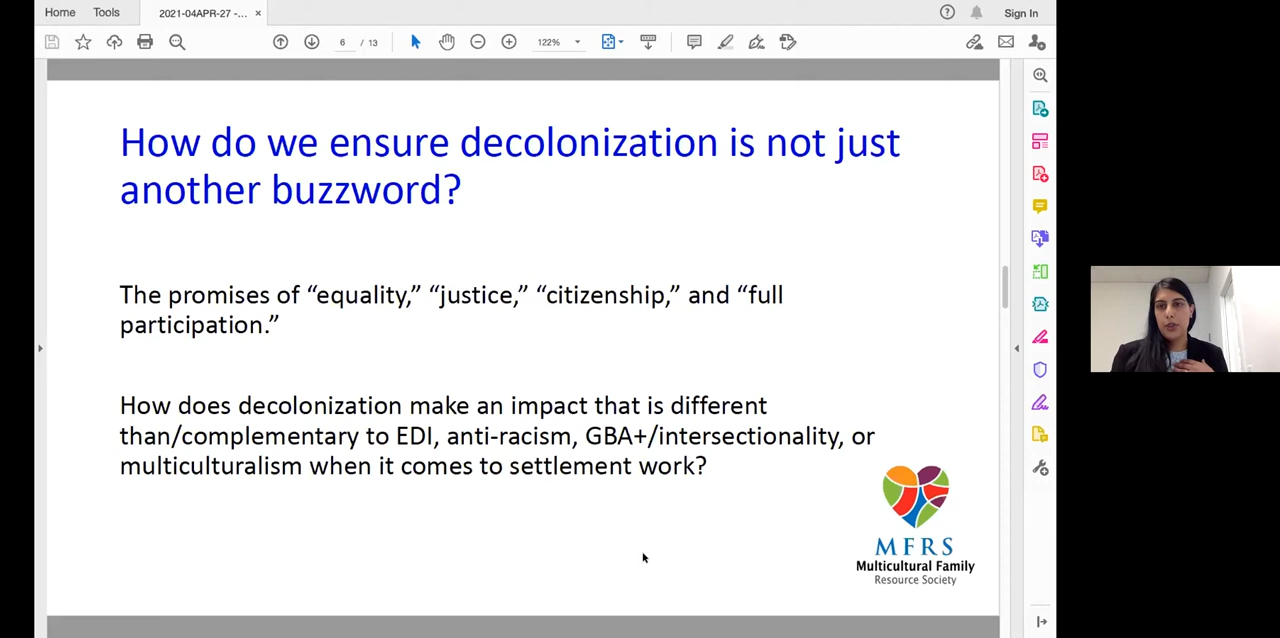 Home Tools 2021-04APR-27 -... × Sign In
6 / 13 122%
How do we ensure decolonization is not just
another buzzword?
The promises of “equality,” “justice,” “citizenship,” and “full
participation.”
How does decolonization make an impact that is different
than/complementary to EDI, anti-racism, GBA+/intersectionality, or
multiculturalism when it comes to settlement work?
MFRS
Multicultural Family
Resource Society